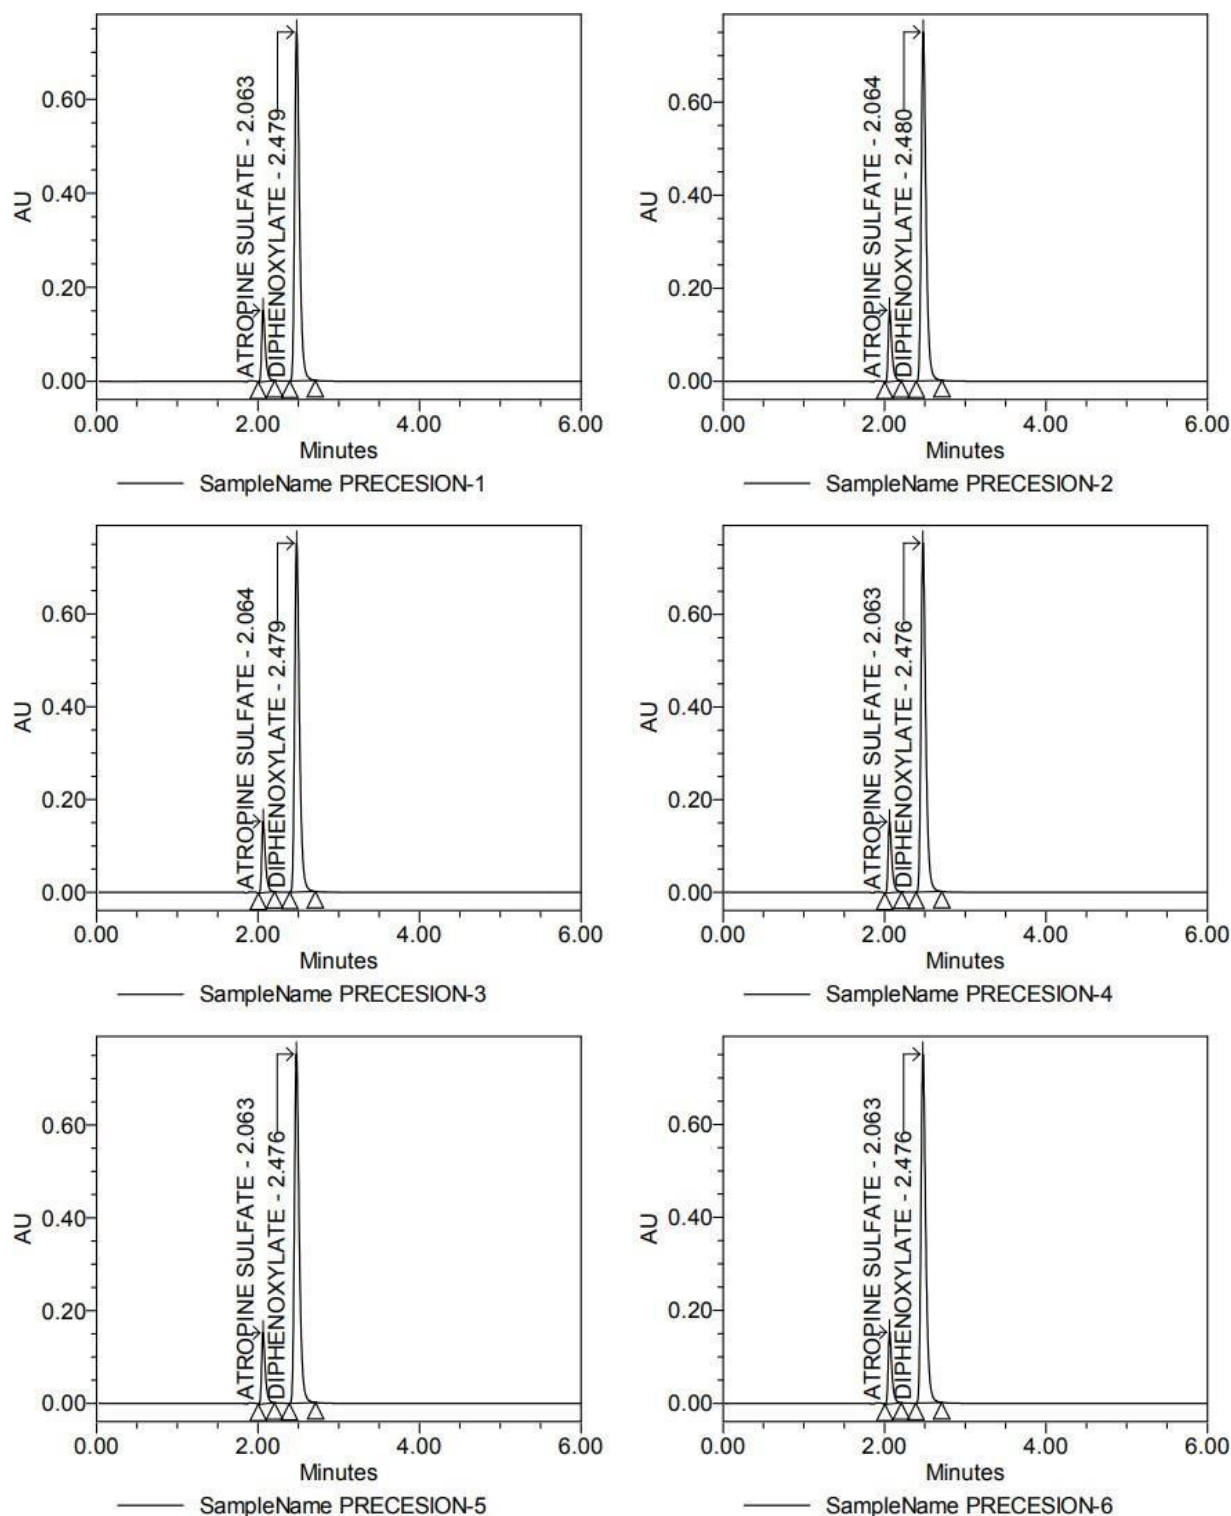 ATROPINE SULFATE - 2.063
DIPHENOXYLATE - 2.479
AU
0.60
0.40
0.20
0.00
0.00 2.00 4.00 6.00
Minutes
SampleName PRECESION-1
ATROPINE SULFATE - 2.064
DIPHENOXYLATE - 2.480
AU
0.60
0.40
0.20
0.00
0.00 2.00 4.00 6.00
Minutes
SampleName PRECESION-2
ATROPINE SULFATE - 2.064
DIPHENOXYLATE - 2.479
AU
0.60
0.40
0.20
0.00
0.00 2.00 4.00 6.00
Minutes
SampleName PRECESION-3
ATROPINE SULFATE - 2.063
DIPHENOXYLATE - 2.476
AU
0.60
0.40
0.20
0.00
0.00 2.00 4.00 6.00
Minutes
SampleName PRECESION-4
ATROPINE SULFATE - 2.063
DIPHENOXYLATE - 2.476
AU
0.60
0.40
0.20
0.00
0.00 2.00 4.00 6.00
Minutes
SampleName PRECESION-5
ATROPINE SULFATE - 2.063
DIPHENOXYLATE - 2.476
AU
0.60
0.40
0.20
0.00
0.00 2.00 4.00 6.00
Minutes
SampleName PRECESION-6